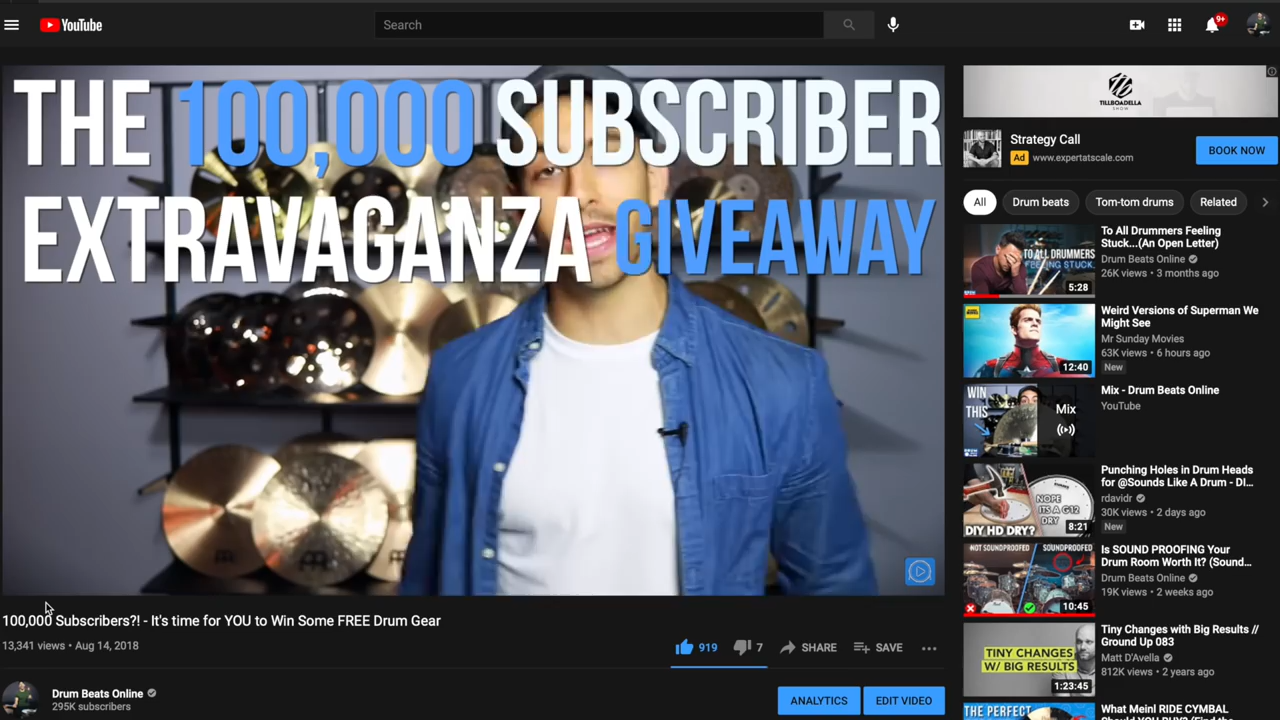 YouTube
Search
9+
THE 100,000 SUBSCRIBER
EXTRAVAGANZA GIVEAWAY
100,000 Subscribers?! - It's time for YOU to Win Some FREE Drum Gear
13,341 views • Aug 14, 2018
919
7
SHARE
SAVE
Drum Beats Online
295K subscribers
ANALYTICS
EDIT VIDEO
TILLBOADELLA
SHOW
Strategy Call
Ad www.expertatscale.com
BOOK NOW
All
Drum beats
Tom-tom drums
Related
TO ALL DRUMMERS
FEELING STUCK
5:28
To All Drummers Feeling
Stuck...(An Open Letter)
Drum Beats Online
26K views • 3 months ago
12:40
Weird Versions of Superman We
Might See
Mr Sunday Movies
63K views • 6 hours ago
New
WIN
THIS
Mix
Mix - Drum Beats Online
YouTube
NOPE
ITS A G12
DRY
DIY HD DRY?
8:21
Punching Holes in Drum Heads
for @Sounds Like A Drum - DI...
rdavidr
30K views • 2 days ago
New
NOT SOUNDPROOFED
SOUNDPROOFED
10:45
Is SOUND PROOFING Your
Drum Room Worth It? (Sound...
Drum Beats Online
19K views • 2 weeks ago
TINY CHANGES
W/ BIG RESULTS
1:23:45
Tiny Changes with Big Results //
Ground Up 083
Matt D'Avella
812K views • 2 years ago
THE PERFECT
What Meinl RIDE CYMBAL